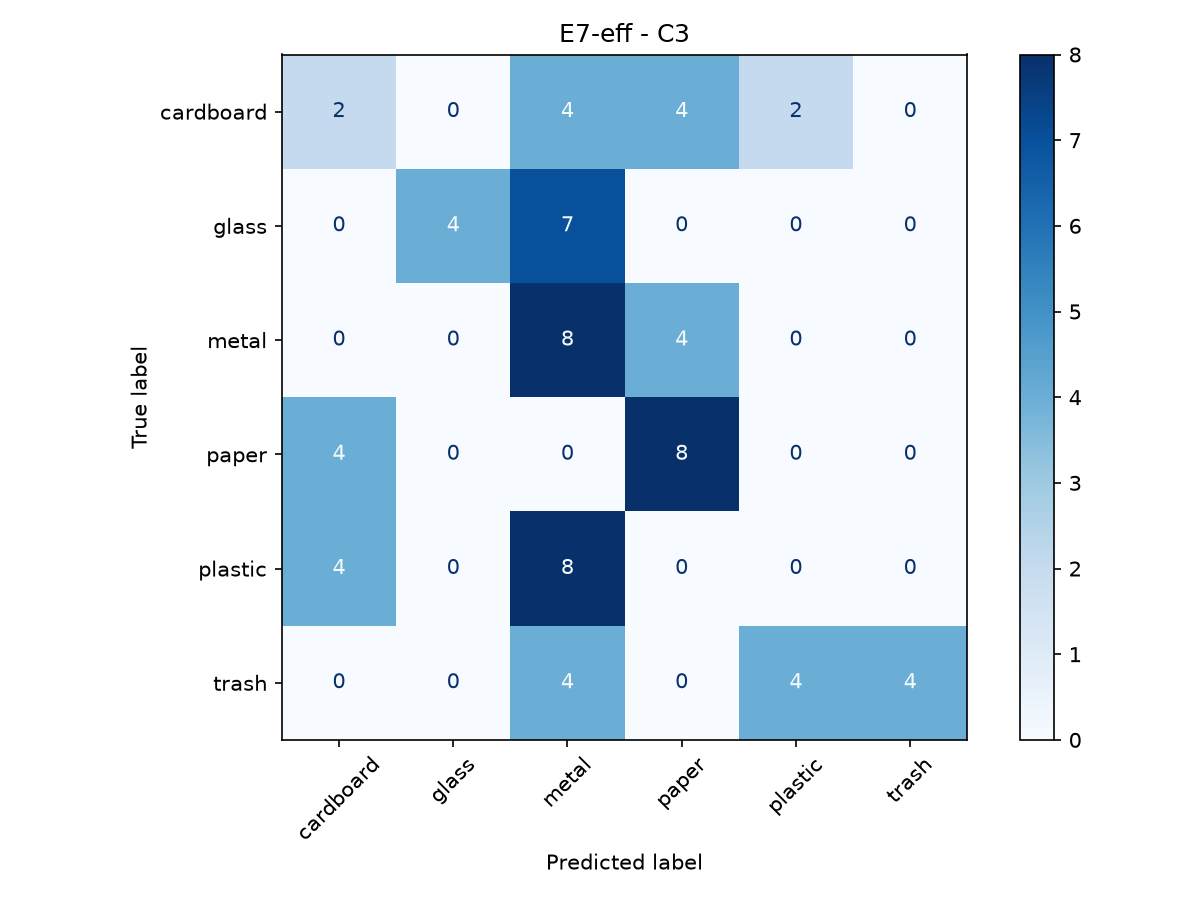 E7-eff - C3
cardboard 2 0 4 4 2 0
glass 0 4 7 0 0 0
metal 0 0 8 4 0 0
paper 4 0 0 8 0 0
plastic 4 0 8 0 0 0
trash 0 0 4 0 4 4
cardboard glass metal paper plastic trash
Predicted label
True label
8
7
6
5
4
3
2
1
0